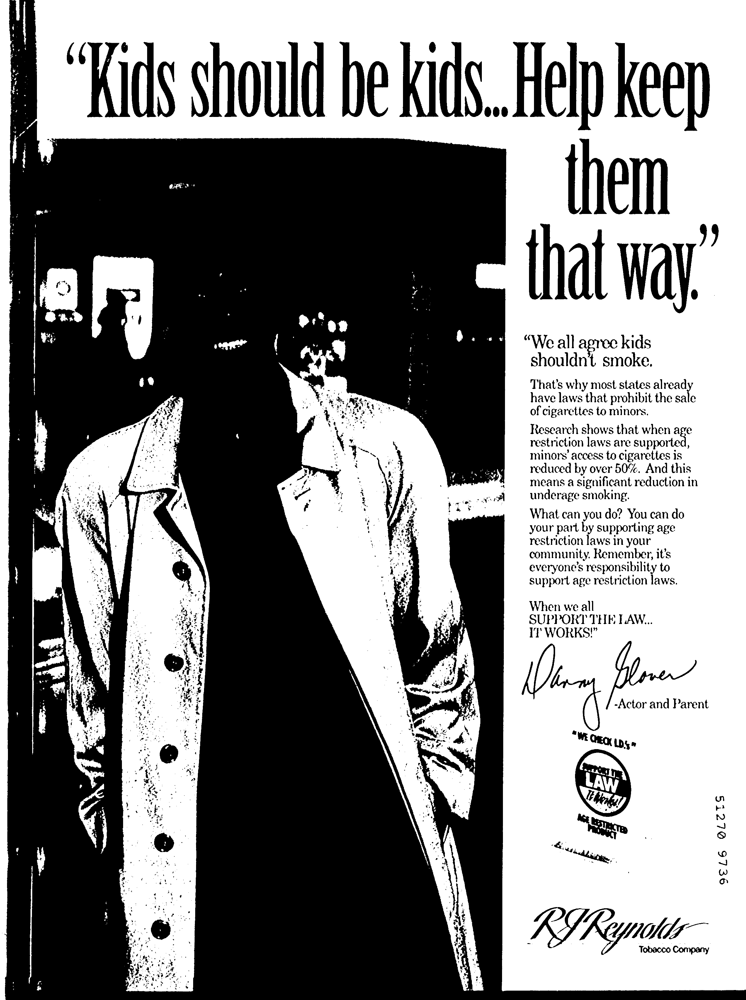 “Kids should be kids...Help keep
them
that way.”
“We all agree kids
shouldn't smoke.
That's why most states already
have laws that prohibit the sale
of cigarettes to minors.
Research shows that when age
restriction laws are supported,
minors' access to cigarettes is
reduced by over 50%. And this
means a significant reduction in
underage smoking.
What can you do? You can do
your part by supporting age
restriction laws in your
community. Remember, it's
everyone's responsibility to
support age restriction laws.
When we all
SUPPORT THE LAW...
IT WORKS!”
Danny Glover
-Actor and Parent
"WE CHECK I.D.'s"
SUPPORT THE
LAW
It Works!
AGE RESTRICTED
PRODUCT
51270 9736
RJReynolds
Tobacco Company